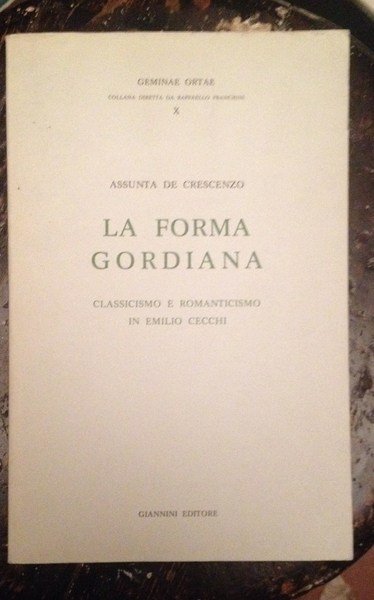 GEMINAE ORTAE
COLLANA DIRETTA DA RAFFAELLO FRANCHINI
X
ASSUNTA DE CRESCENZO
LA FORMA
GORDIANA
CLASSICISMO E ROMANTICISMO
IN EMILIO CECCHI
GIANNINI EDITORE